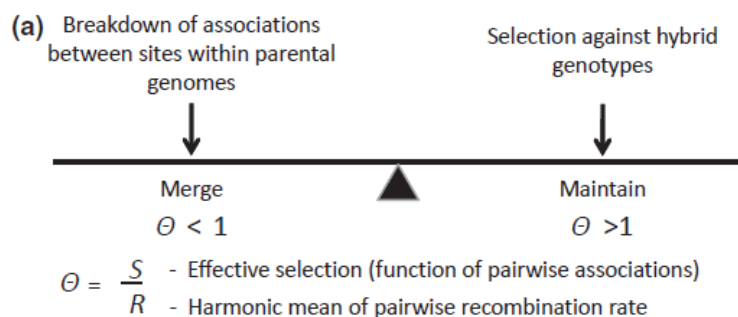 (a) Breakdown of associations
between sites within parental
genomes
Selection against hybrid
genotypes
Merge
Θ < 1
Maintain
Θ >1
Θ = S - Effective selection (function of pairwise associations)
R - Harmonic mean of pairwise recombination rate